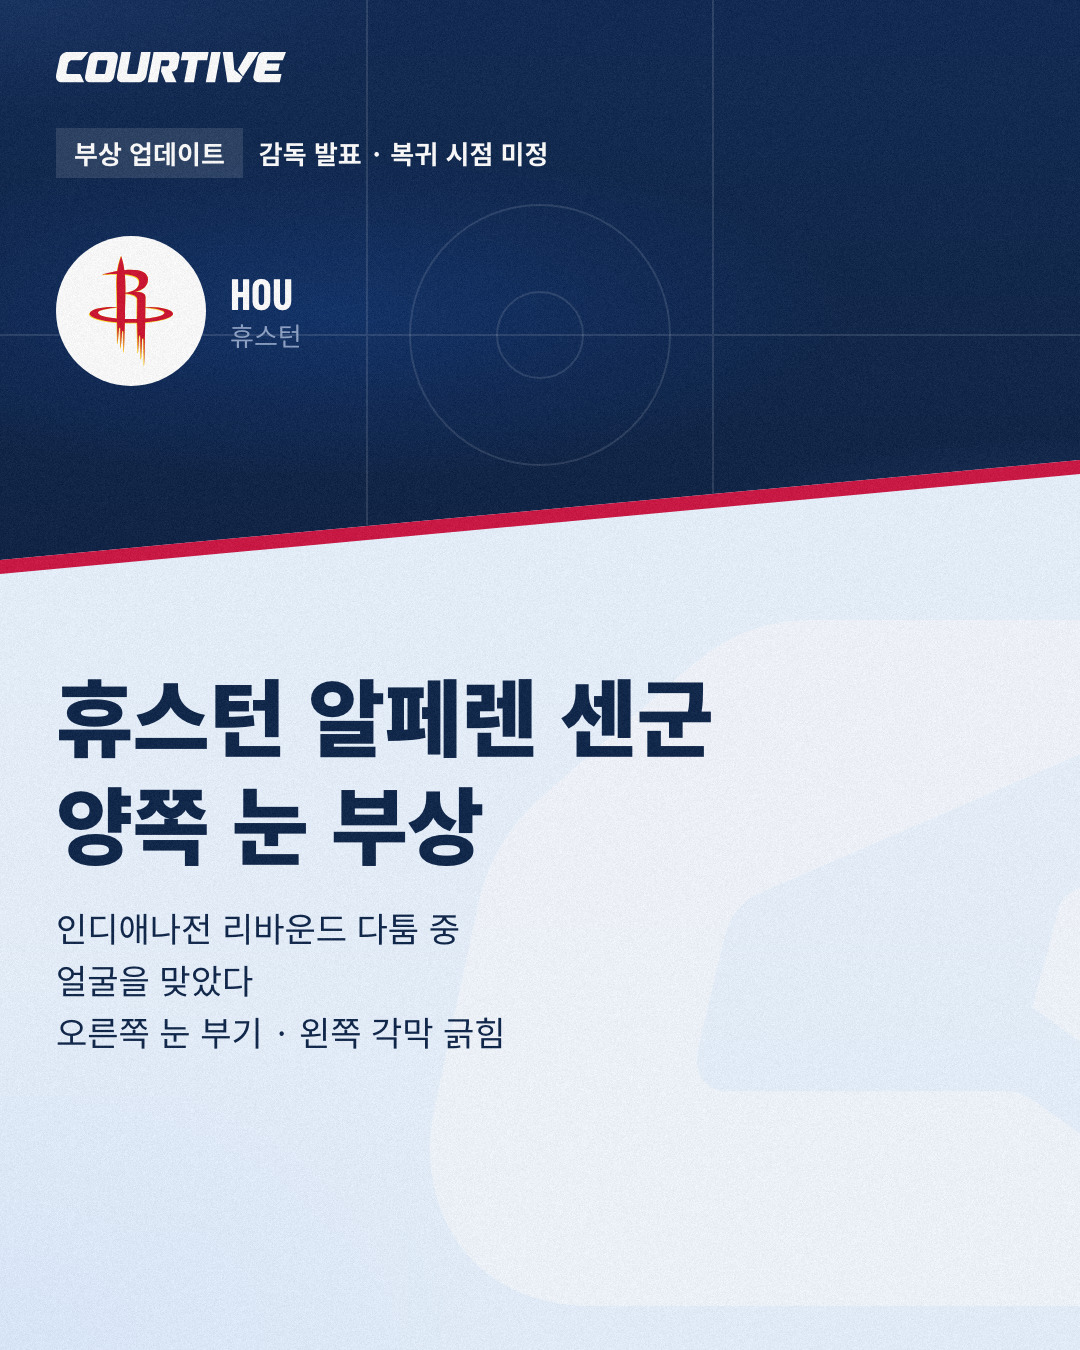 COURTIVE
부상 업데이트 감독 발표 · 복귀 시점 미정
R
HOU
휴스턴
휴스턴 알페렌 센군
양쪽 눈 부상
인디애나전 리바운드 다툼 중
얼굴을 맞았다
오른쪽 눈 부기 · 왼쪽 각막 긁힘